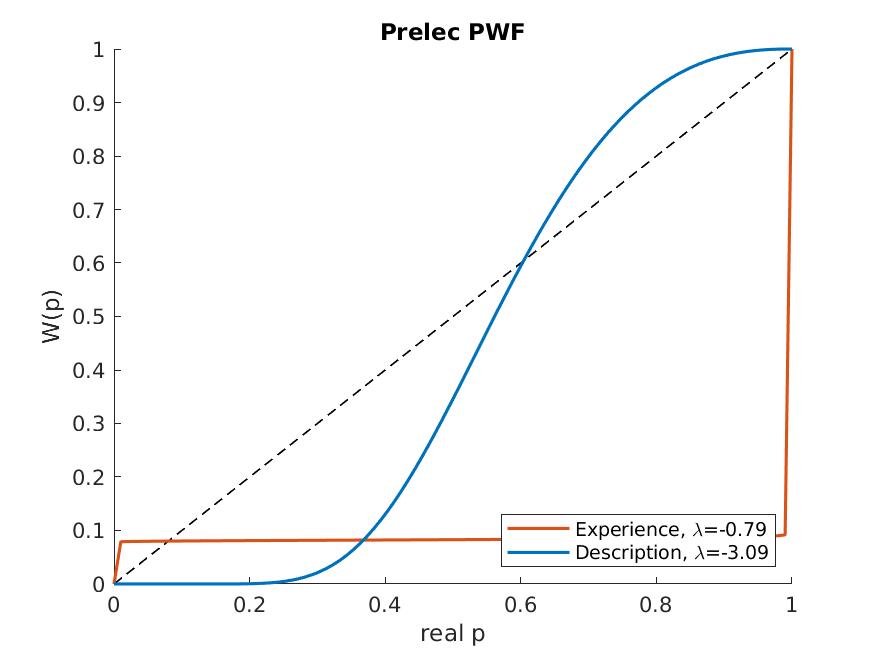 Prelec PWF
1
0.9
0.8
0.7
0.6
0.5
0.4
0.3
0.2
0.1
0
W(p)
Experience, λ=-0.79
Description, λ=-3.09
0 0.2 0.4 0.6 0.8 1
real p